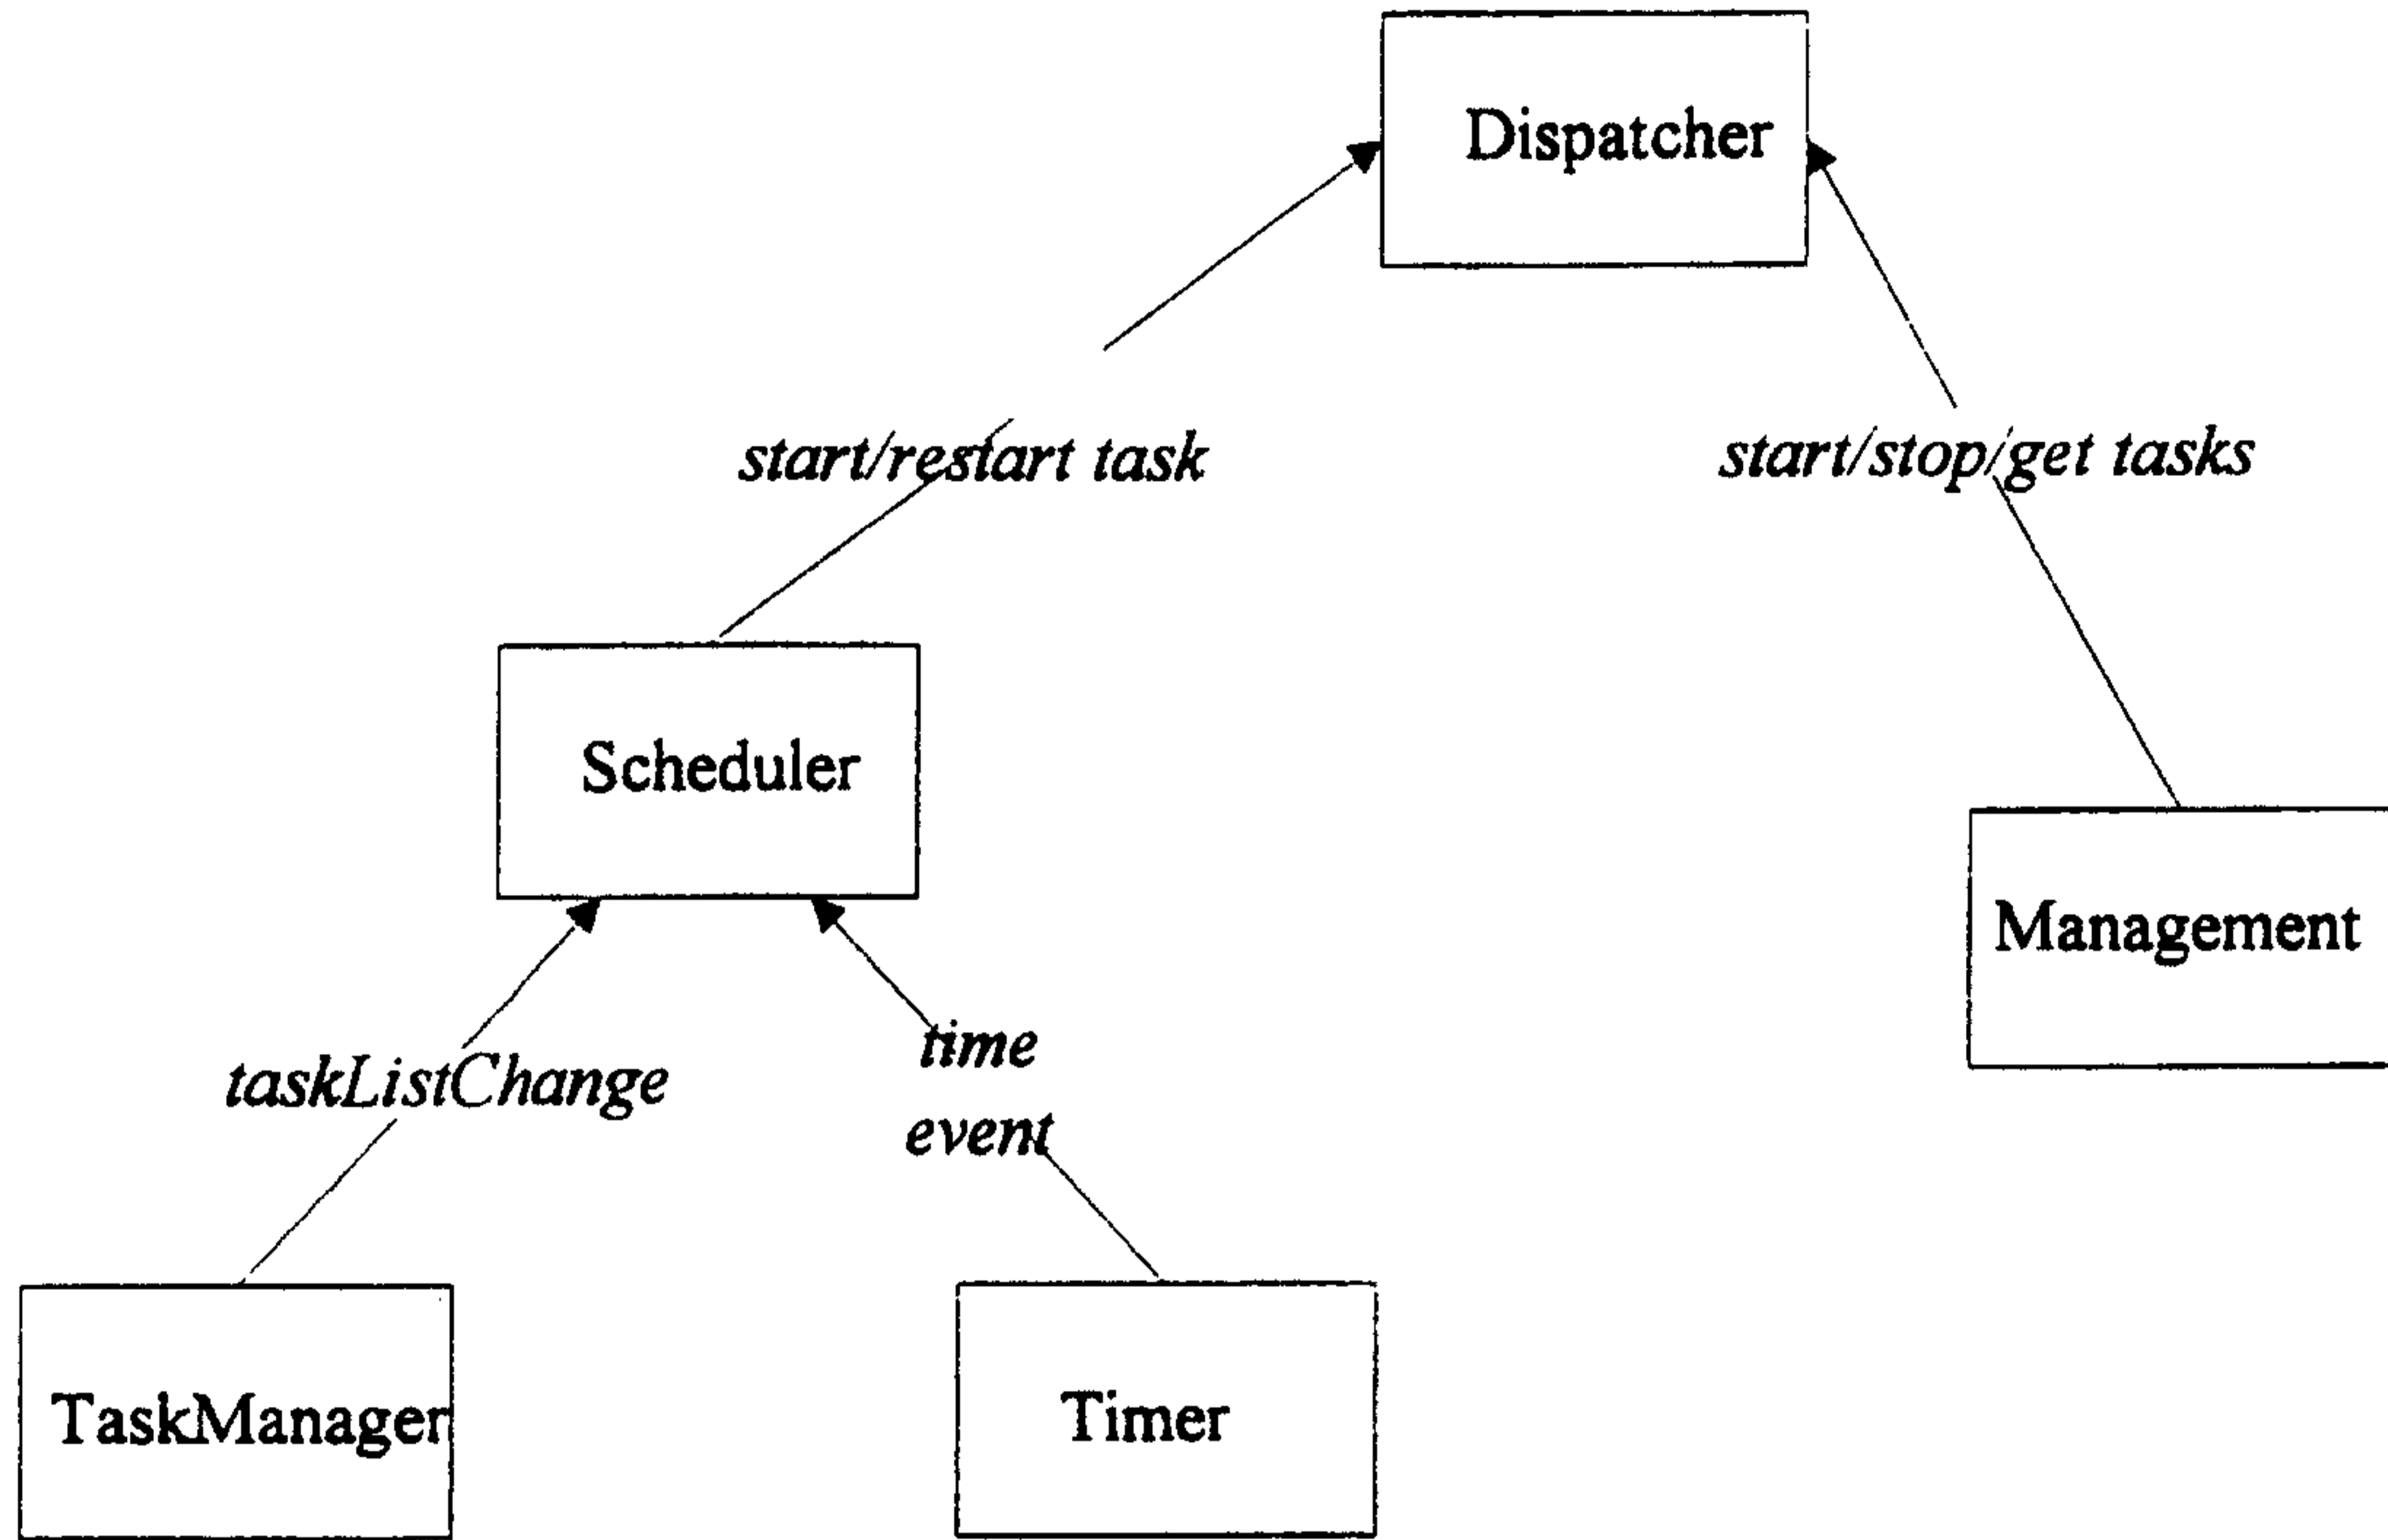 Dispatcher
start/restart task
start/stop/get tasks
Scheduler
Management
taskListChange
time
event
TaskManager
Timer